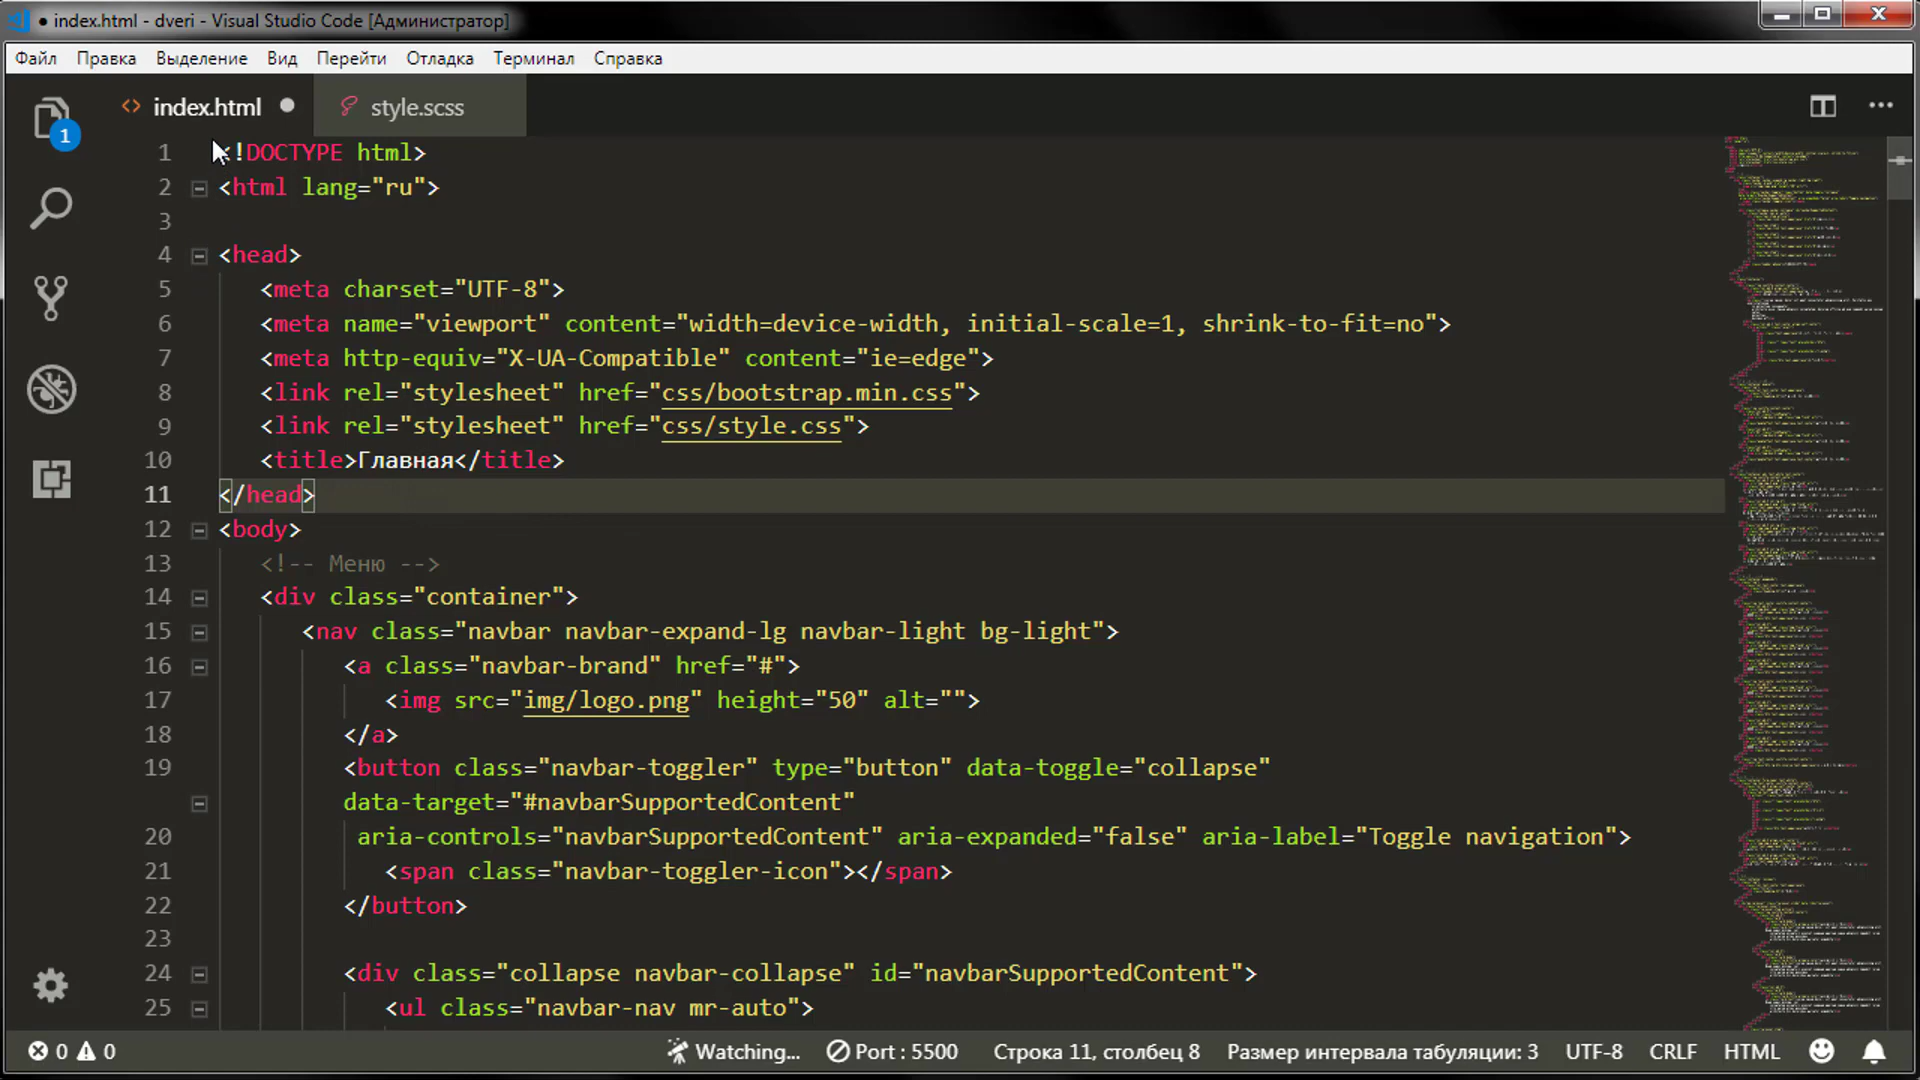 ● index.html - dveri - Visual Studio Code [Администратор]
Файл Правка Выделение Вид Перейти Отладка Терминал Справка
<> index.html ● style.scss
1
1 <!DOCTYPE html>
2 <html lang="ru">
3
4 <head>
5 <meta charset="UTF-8">
6 <meta name="viewport" content="width=device-width, initial-scale=1, shrink-to-fit=no">
7 <meta http-equiv="X-UA-Compatible" content="ie=edge">
8 <link rel="stylesheet" href="css/bootstrap.min.css">
9 <link rel="stylesheet" href="css/style.css">
10 <title>Главная</title>
11 </head>
12 <body>
13 <!-- Меню -->
14 <div class="container">
15 <nav class="navbar navbar-expand-lg navbar-light bg-light">
16 <a class="navbar-brand" href="#">
17 <img src="img/logo.png" height="50" alt="">
18 </a>
19 <button class="navbar-toggler" type="button" data-toggle="collapse"
data-target="#navbarSupportedContent"
20 aria-controls="navbarSupportedContent" aria-expanded="false" aria-label="Toggle navigation">
21 <span class="navbar-toggler-icon"></span>
22 </button>
23
24 <div class="collapse navbar-collapse" id="navbarSupportedContent">
25 <ul class="navbar-nav mr-auto">
0 0 Watching... Port : 5500 Строка 11, столбец 8 Размер интервала табуляции: 3 UTF-8 CRLF HTML